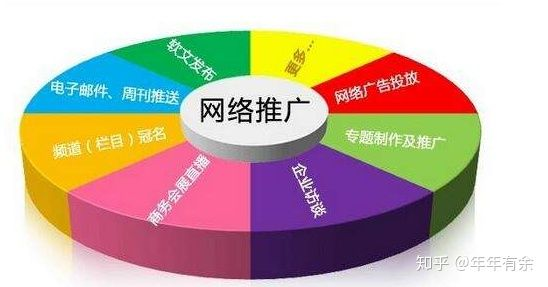 网络推广
软文发布
更多...
网络广告投放
专题制作及推广
企业访谈
商务会展直播
频道（栏目）冠名
电子邮件、周刊推送
知乎 @年年有余